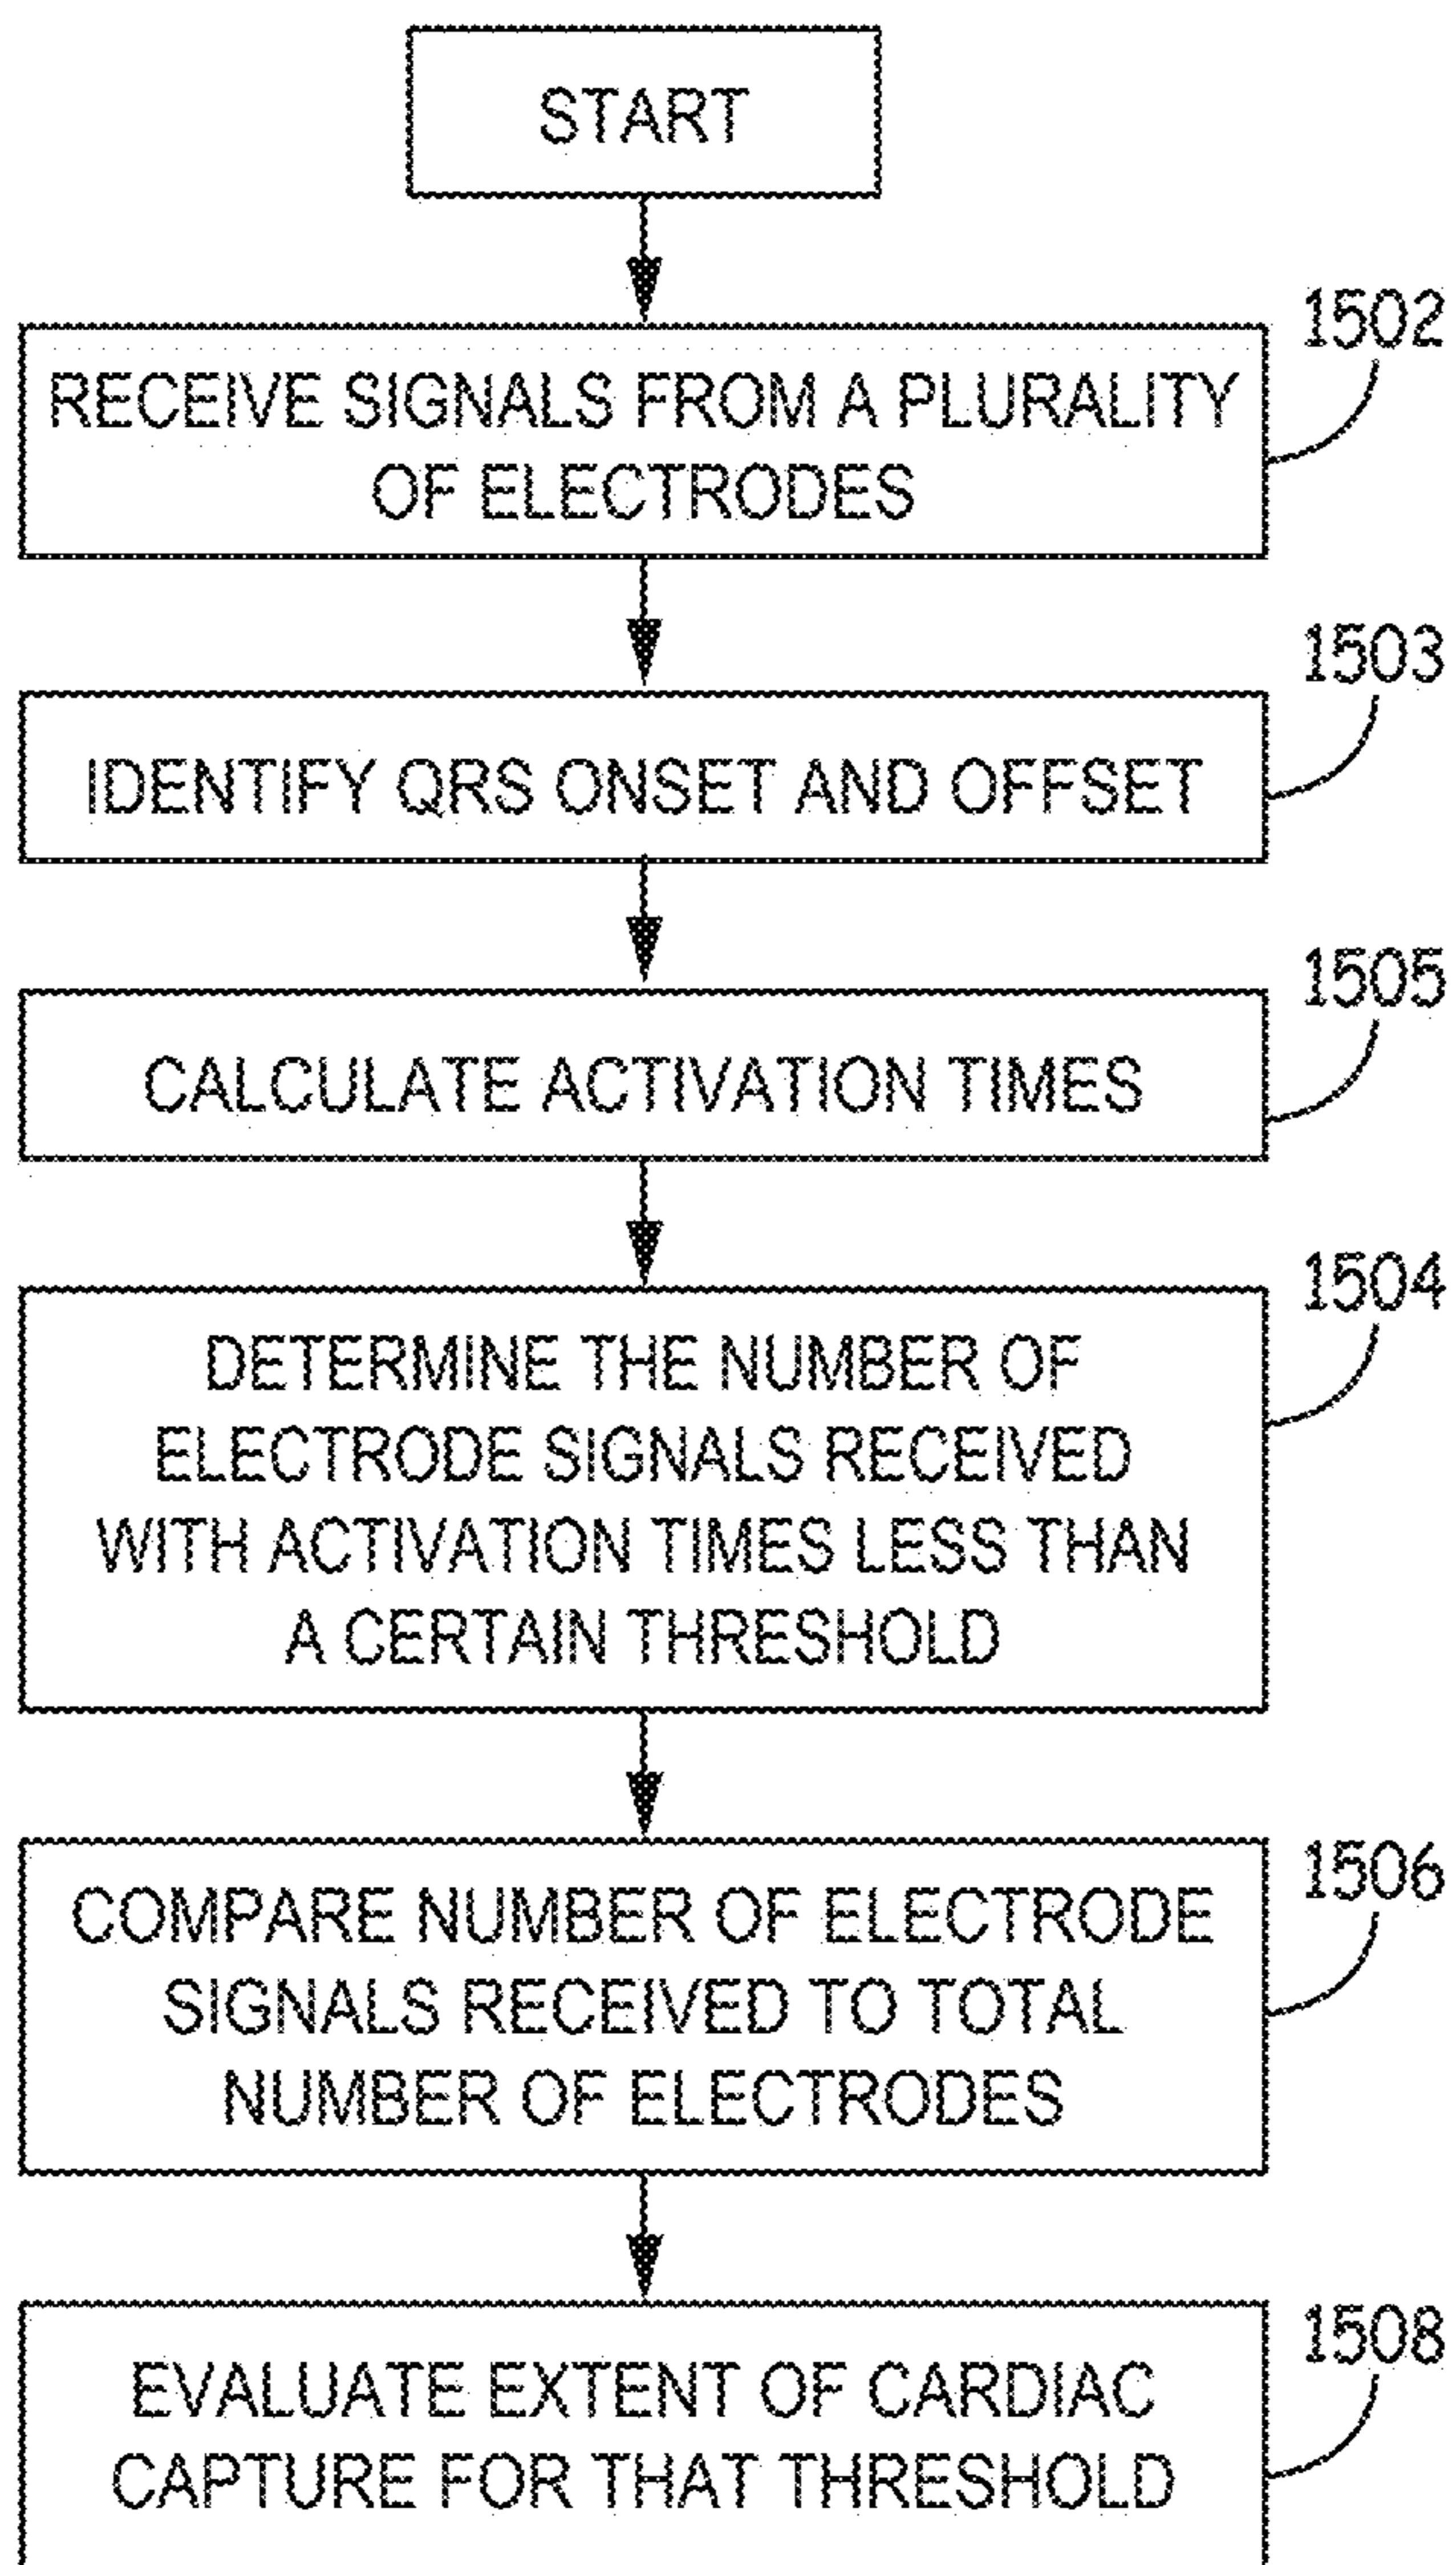 START
1502
RECEIVE SIGNALS FROM A PLURALITY
OF ELECTRODES
1503
IDENTIFY QRS ONSET AND OFFSET
1505
CALCULATE ACTIVATION TIMES
1504
DETERMINE THE NUMBER OF
ELECTRODE SIGNALS RECEIVED
WITH ACTIVATION TIMES LESS THAN
A CERTAIN THRESHOLD
1506
COMPARE NUMBER OF ELECTRODE
SIGNALS RECEIVED TO TOTAL
NUMBER OF ELECTRODES
1508
EVALUATE EXTENT OF CARDIAC
CAPTURE FOR THAT THRESHOLD